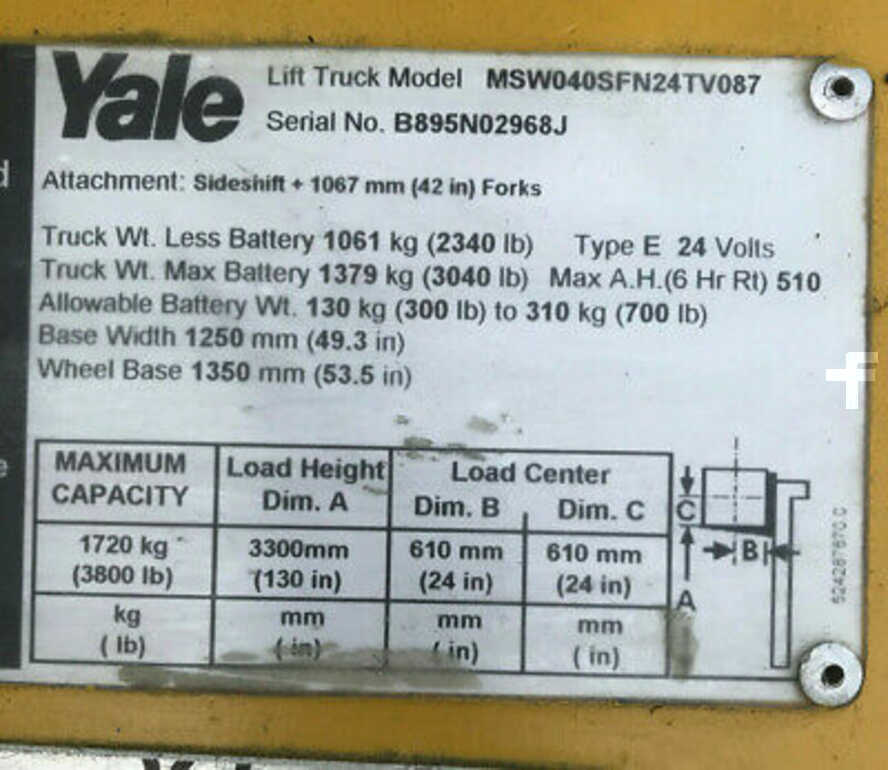 Yale
Lift Truck Model MSW040SFN24TV087
Serial No. B895N02968J
Attachment: Sideshift + 1067 mm (42 in) Forks
Truck Wt. Less Battery 1061 kg (2340 lb) Type E 24 Volts
Truck Wt. Max Battery 1379 kg (3040 lb) Max A.H.(6 Hr Rt) 510
Allowable Battery Wt. 130 kg (300 lb) to 310 kg (700 lb)
Base Width 1250 mm (49.3 in)
Wheel Base 1350 mm (53.5 in)
MAXIMUM CAPACITY
Load Height Dim. A
Load Center
Dim. B Dim. C
1720 kg 3300mm 610 mm 610 mm
(3800 lb) (130 in) (24 in) (24 in)
kg mm mm mm
( lb) ( in) ( in) ( in)
C
B
A